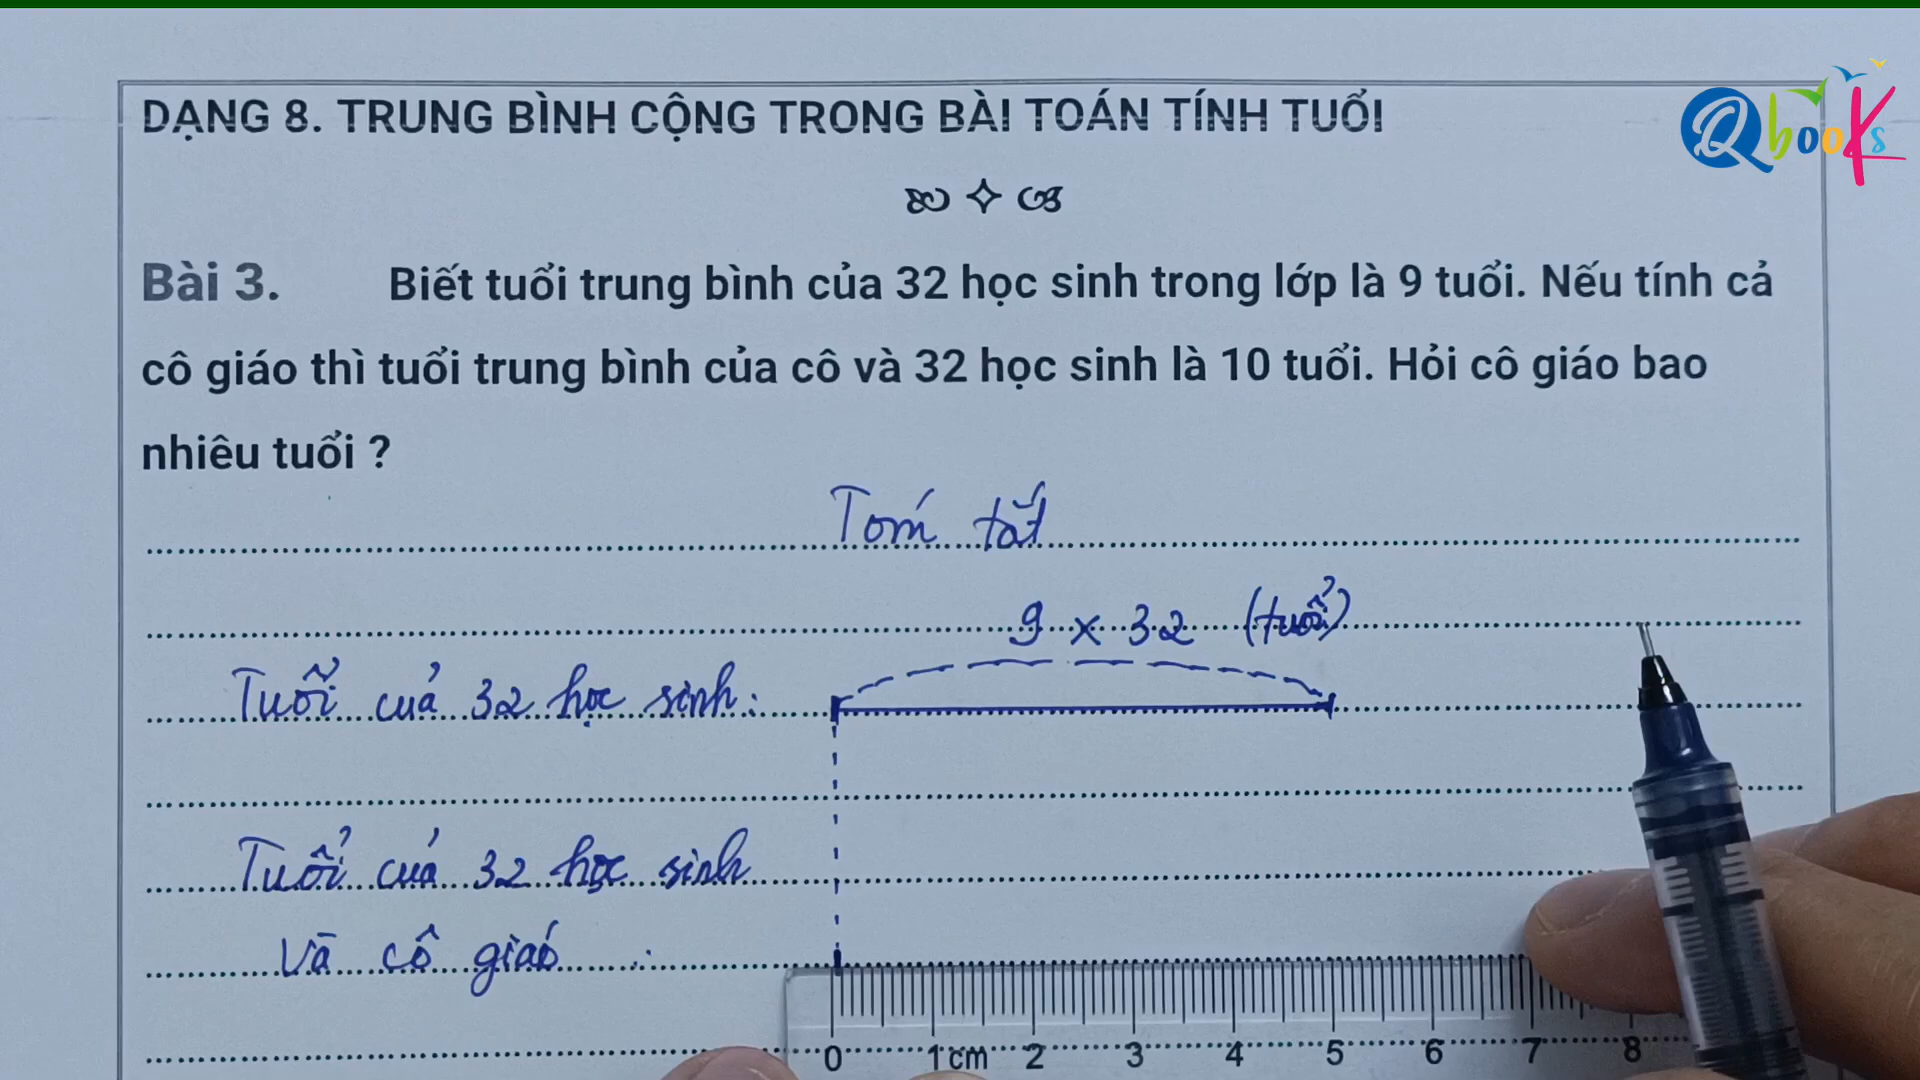 DẠNG 8. TRUNG BÌNH CỘNG TRONG BÀI TOÁN TÍNH TUỔI
Qbooks
Bài 3. Biết tuổi trung bình của 32 học sinh trong lớp là 9 tuổi. Nếu tính cả
cô giáo thì tuổi trung bình của cô và 32 học sinh là 10 tuổi. Hỏi cô giáo bao
nhiêu tuổi ?
Tóm tắt
9 x 32 (tuổi)
Tuổi của 32 học sinh:
Tuổi của 32 học sinh
Và cô giáo :
0 1cm 2 3 4 5 6 7 8